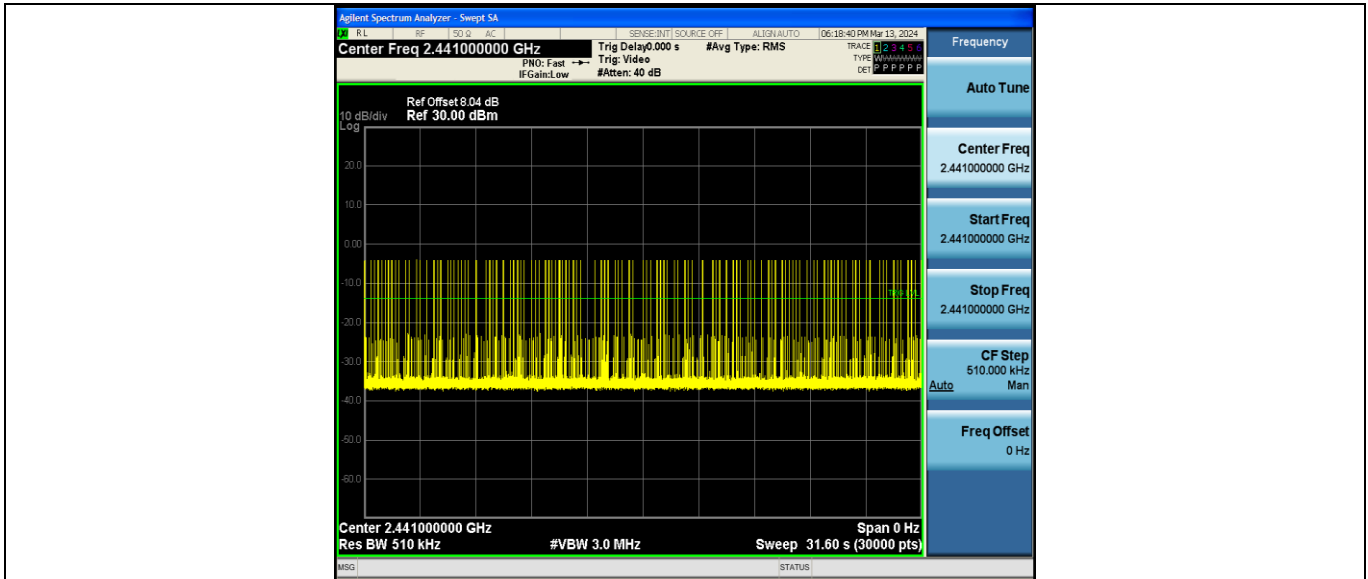 Agilent Spectrum Analyzer - Swept SA
LXI RL RF 50 Ω AC SENSE:INT SOURCE OFF ALIGN AUTO 06:18:40 PM Mar 13, 2024
Center Freq 2.441000000 GHz
PNO: Fast
IFGain:Low
Trig Delay0.000 s
Trig: Video
#Atten: 40 dB
#Avg Type: RMS
TRACE 1 2 3 4 5 6
TYPE
DET P P P P P P
Ref Offset 8.04 dB
10 dB/div Ref 30.00 dBm
Log
20.0
10.0
0.00
-10.0
TRIG LVL
-20.0
-30.0
-40.0
-50.0
-60.0
Center 2.441000000 GHz Span 0 Hz
Res BW 510 kHz #VBW 3.0 MHz Sweep 31.60 s (30000 pts)
MSG STATUS
Frequency
Auto Tune
Center Freq
2.441000000 GHz
Start Freq
2.441000000 GHz
Stop Freq
2.441000000 GHz
CF Step
510.000 kHz
Auto Man
Freq Offset
0 Hz